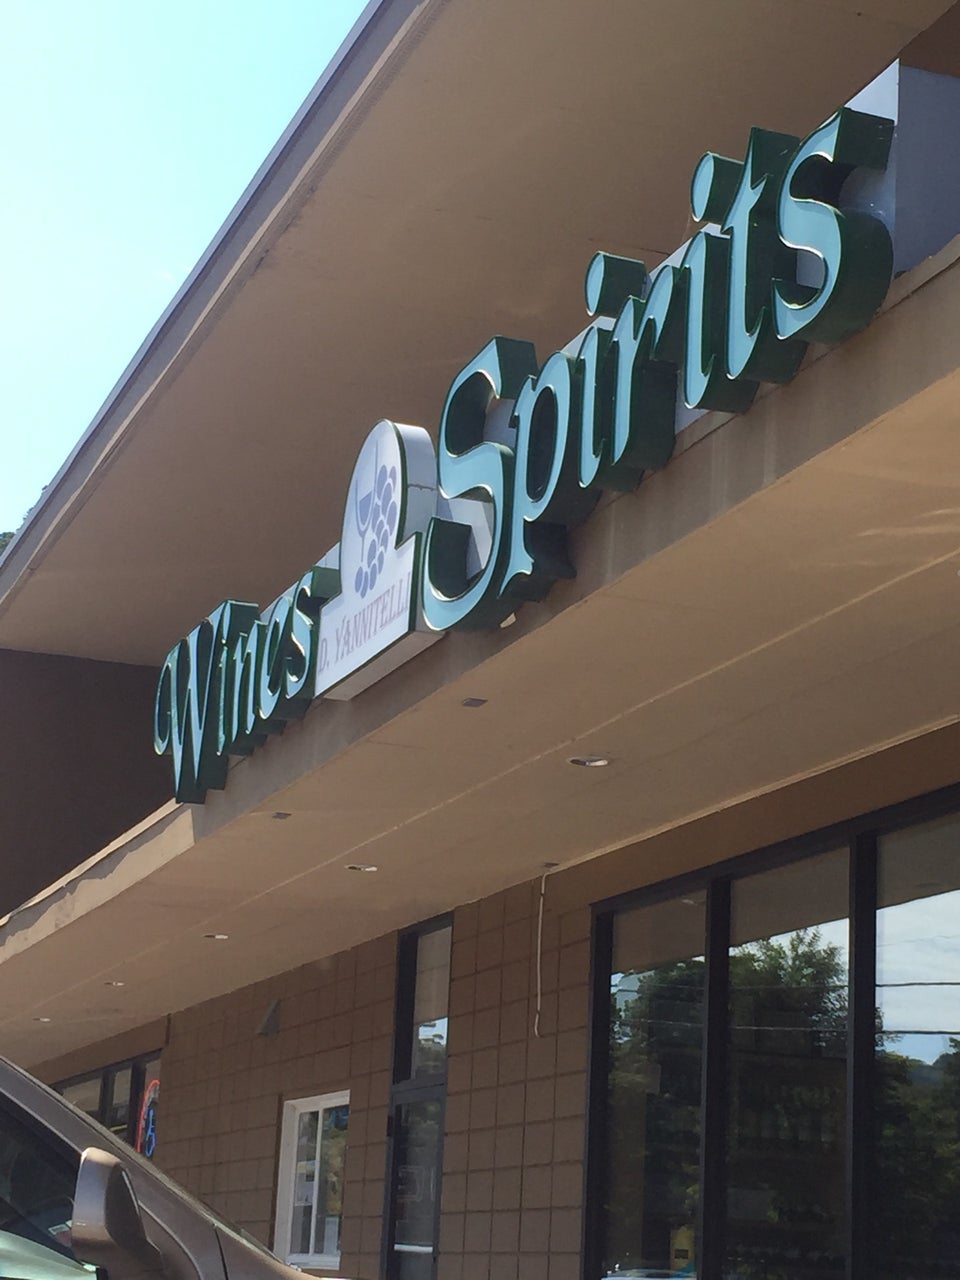 Wines
D. YANNITELLI
Spirits